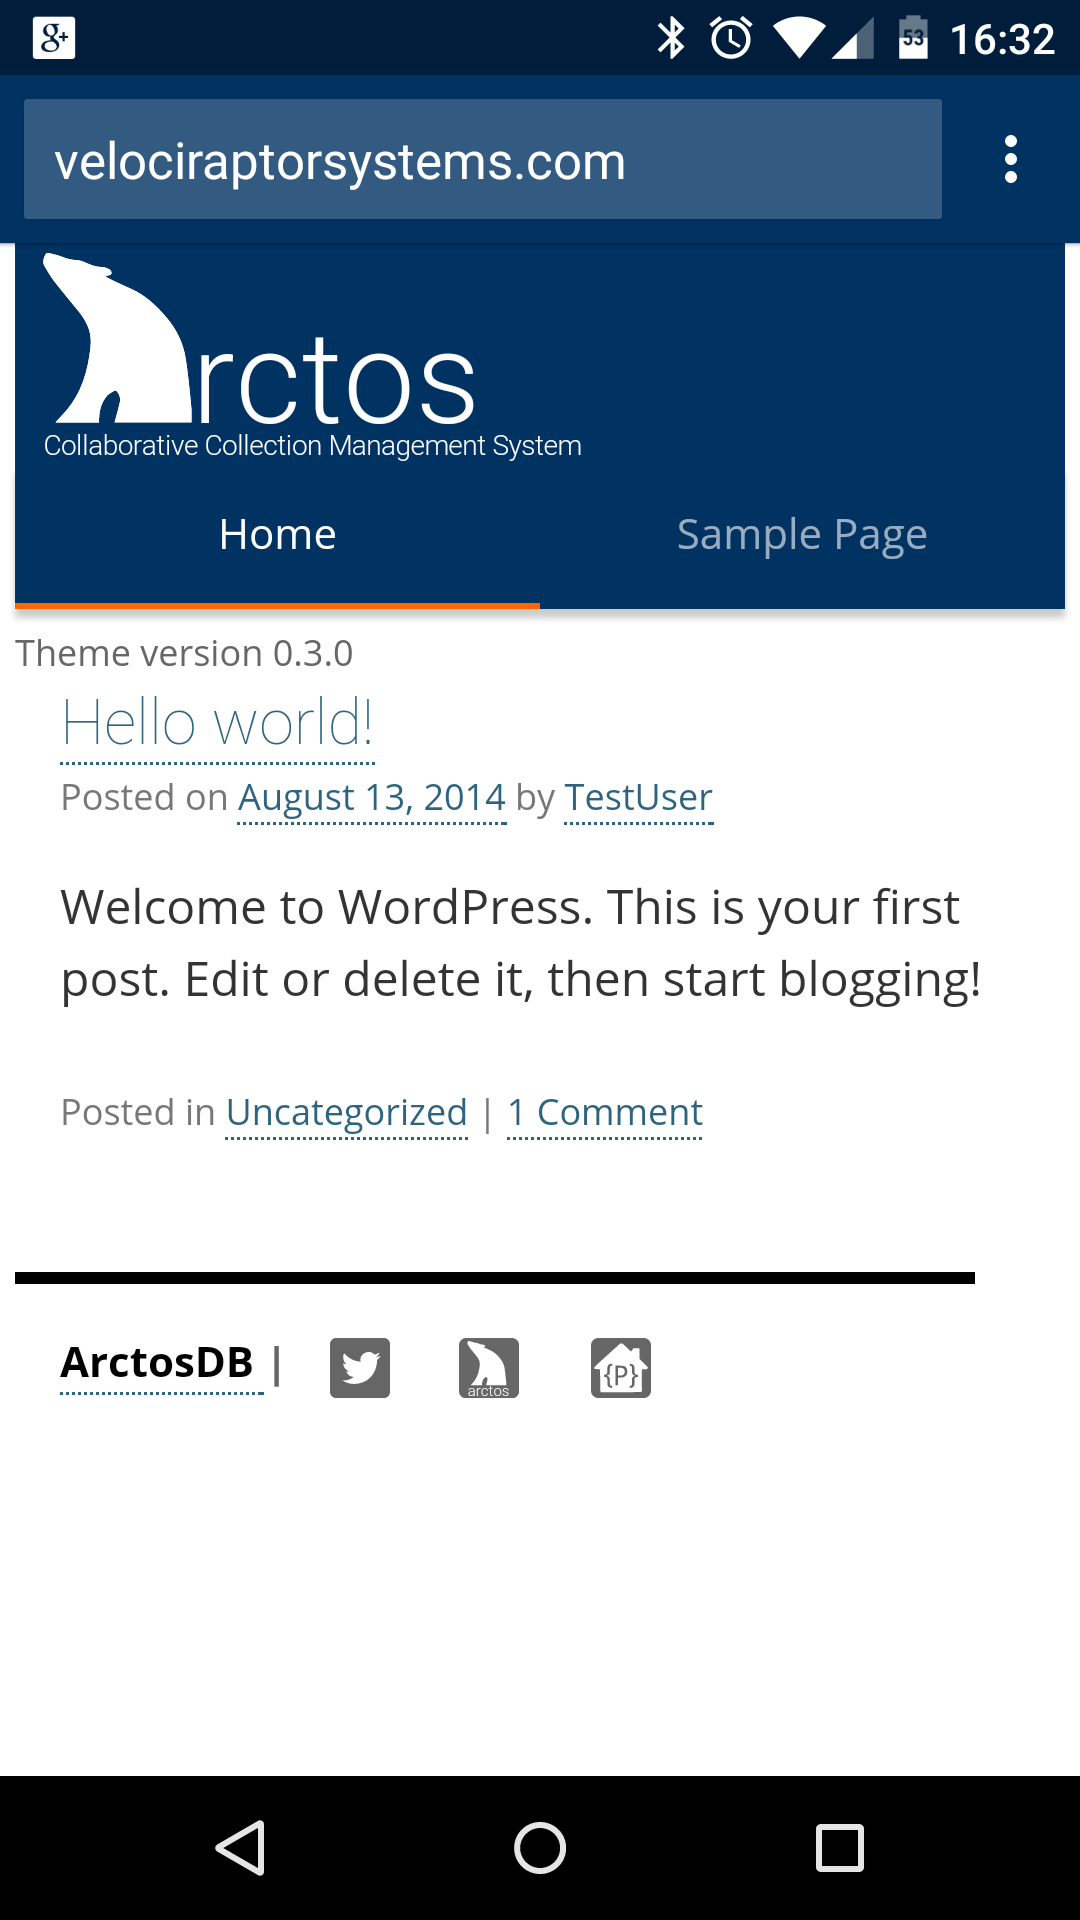 g+
53 16:32
velociraptorsystems.com
rctos
Collaborative Collection Management System
Home Sample Page
Theme version 0.3.0
Hello world!
Posted on August 13, 2014 by TestUser
Welcome to WordPress. This is your first
post. Edit or delete it, then start blogging!
Posted in Uncategorized | 1 Comment
ArctosDB |
arctos
{P}